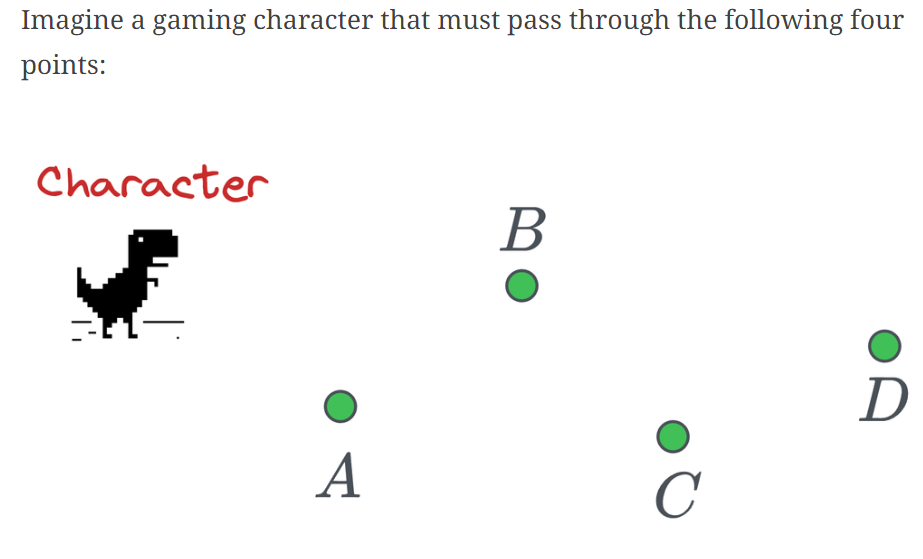 Imagine a gaming character that must pass through the following four
points:
Character
B
D
A
C